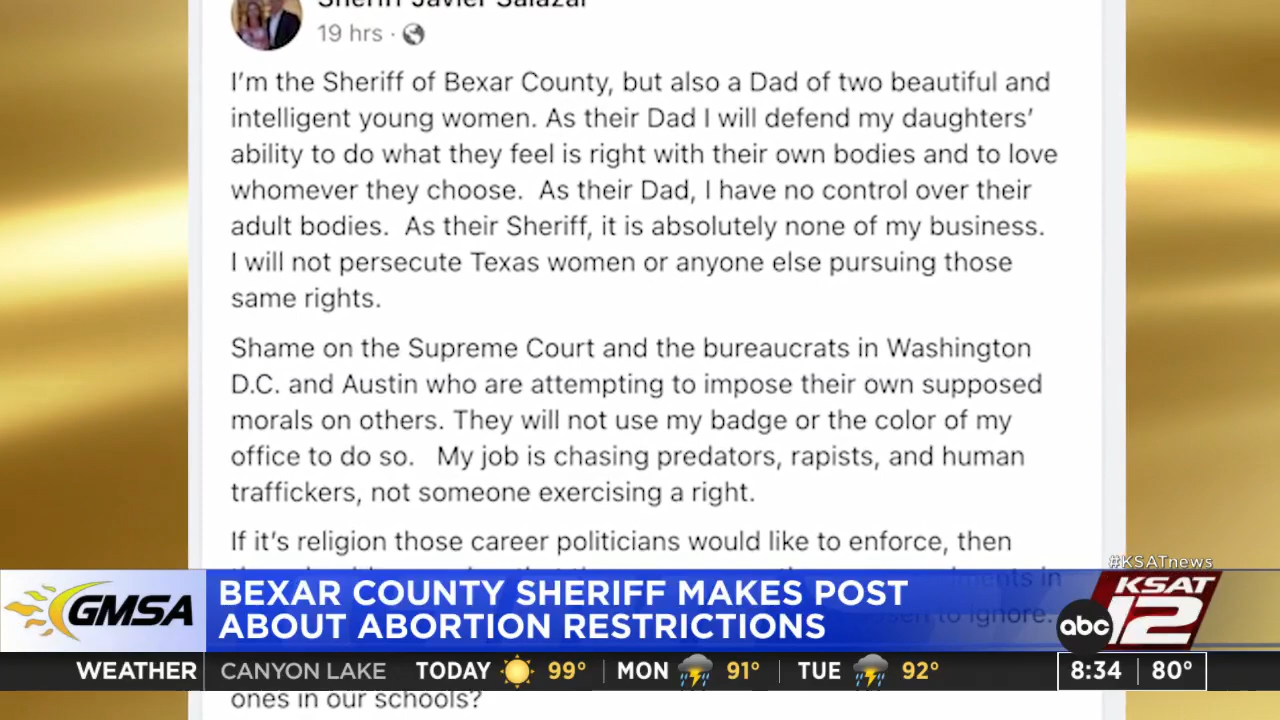 Sheriff Javier Salazar
19 hrs ·
I'm the Sheriff of Bexar County, but also a Dad of two beautiful and
intelligent young women. As their Dad I will defend my daughters'
ability to do what they feel is right with their own bodies and to love
whomever they choose.  As their Dad, I have no control over their
adult bodies.  As their Sheriff, it is absolutely none of my business.
I will not persecute Texas women or anyone else pursuing those
same rights.
Shame on the Supreme Court and the bureaucrats in Washington
D.C. and Austin who are attempting to impose their own supposed
morals on others. They will not use my badge or the color of my
office to do so.   My job is chasing predators, rapists, and human
traffickers, not someone exercising a right.
If it's religion those career politicians would like to enforce, then
in
to ignore.
#KSATnews
GMSA
BEXAR COUNTY SHERIFF MAKES POST
ABOUT ABORTION RESTRICTIONS
abc
KSAT
12
WEATHER CANYON LAKE TODAY 99° MON 91° TUE 92° 8:34 80°
ones in our schools?